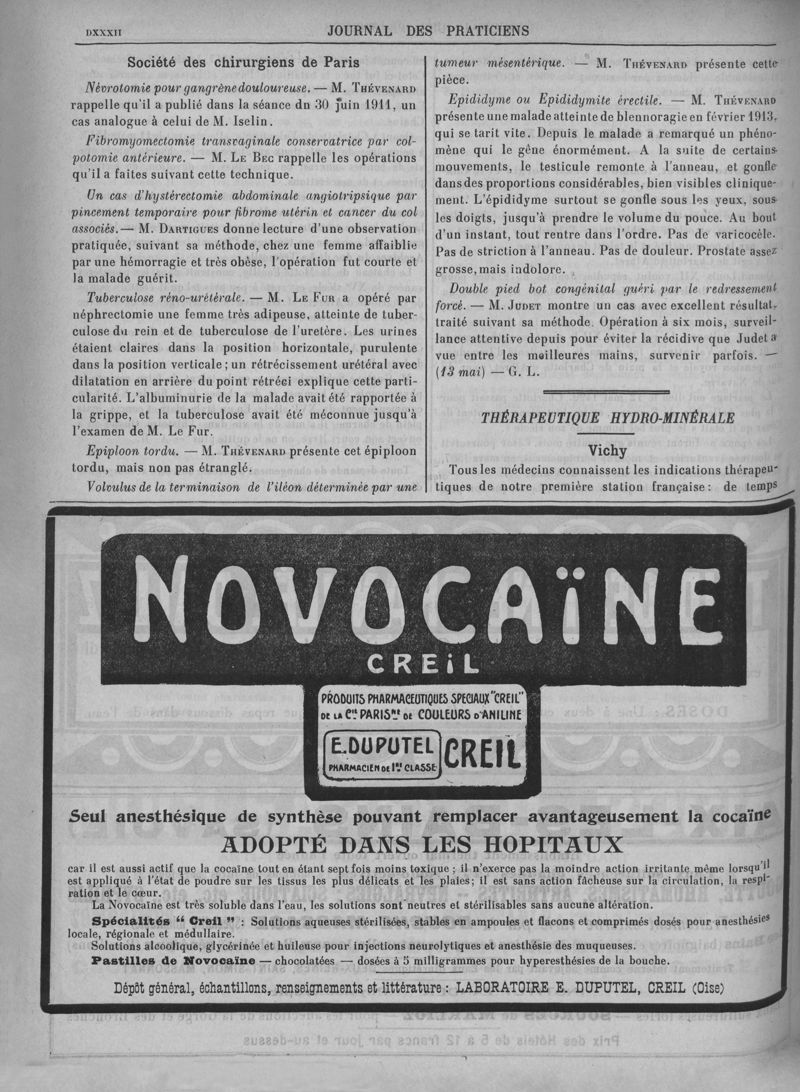 DXXXII
JOURNAL DES PRATICIENS
Société des chirurgiens de Paris
Névrotomie pour gangrène douloureuse. — M. THÉVENARD
rappelle qu'il a publié dans la séance du 30 juin 1911, un
cas analogue à celui de M. Iselin.
Fibromyomectomie transvaginale conservatrice par col-
potomie antérieure. — M. LE BEC rappelle les opérations
qu'il a faites suivant cette technique.
Un cas d'hystérectomie abdominale angiotripsique par
pincement temporaire pour fibrome utérin et cancer du col
associés. — M. DARTIGUES donne lecture d'une observation
pratiquée, suivant sa méthode, chez une femme affaiblie
par une hémorragie et très obèse, l'opération fut courte et
la malade guérit.
Tuberculose réno-urétérale. — M. LE FUR a opéré par
néphrectomie une femme très adipeuse, atteinte de tuber-
culose du rein et de tuberculose de l'uretère. Les urines
étaient claires dans la position horizontale, purulente
dans la position verticale ; un rétrécissement urétéral avec
dilatation en arrière du point rétréci explique cette parti-
cularité. L'albuminurie de la malade avait été rapportée à
la grippe, et la tuberculose avait été méconnue jusqu'à
l'examen de M. Le Fur.
Epiploon tordu. — M. THÉVENARD présente cet épiploon
tordu, mais non pas étranglé.
Volvulus de la terminaison de l'iléon déterminée par une
tumeur mésentérique. — M. THÉVENARD présente cette
pièce.
Epididyme ou Epididymite érectile. — M. THÉVENARD
présente une malade atteinte de blennoragie en février 1913,
qui se tarit vite. Depuis le malade a remarqué un phéno-
mène qui le gêne énormément. A la suite de certains
mouvements, le testicule remonte à l'anneau, et gonfle
dans des proportions considérables, bien visibles clinique-
ment. L'épididyme surtout se gonfle sous les yeux, sous
les doigts, jusqu'à prendre le volume du pouce. Au bout
d'un instant, tout rentre dans l'ordre. Pas de varicocèle.
Pas de striction à l'anneau. Pas de douleur. Prostate assez
grosse, mais indolore.
Double pied bot congénital guéri par le redressement
forcé. — M. JUDET montre un cas avec excellent résultat,
traité suivant sa méthode. Opération à six mois, surveil-
lance attentive depuis pour éviter la récidive que Judet a
vue entre les meilleures mains, survenir parfois. —
(13 mai) — G. L.
THÉRAPEUTIQUE HYDRO-MINÉRALE
Vichy
Tous les médecins connaissent les indications thérapeu-
tiques de notre première station française : de temps
NOVOCAÏNE
CREiL
PRODUITS PHARMACEUTIQUES SPECIAUX "CREIL"
DE LA Cie PARISne DE COULEURS D'ANILINE
E. DUPUTEL
PHARMACIEN DE 1ère CLASSE
CREIL
Seul anesthésique de synthèse pouvant remplacer avantageusement la cocaïne
ADOPTÉ DANS LES HOPITAUX
car il est aussi actif que la cocaïne tout en étant sept fois moins toxique ; il n'exerce pas la moindre action irritante même lorsqu'il
est appliqué à l'état de poudre sur les tissus les plus délicats et les plaies ; il est sans action fâcheuse sur la circulation, la respi-
ration et le cœur.
La Novocaïne est très soluble dans l'eau, les solutions sont neutres et stérilisables sans aucune altération.
Spécialités “ Creil ” : Solutions aqueuses stérilisées, stables en ampoules et flacons et comprimés dosés pour anesthésies
locale, régionale et médullaire.
Solutions alcoolique, glycérinée et huileuse pour injections neurolytiques et anesthésie des muqueuses.
Pastilles de Novocaïne — chocolatées — dosées à 5 milligrammes pour hyperesthésies de la bouche.
Dépôt général, échantillons, renseignements et littérature : LABORATOIRE E. DUPUTEL, CREIL (Oise)